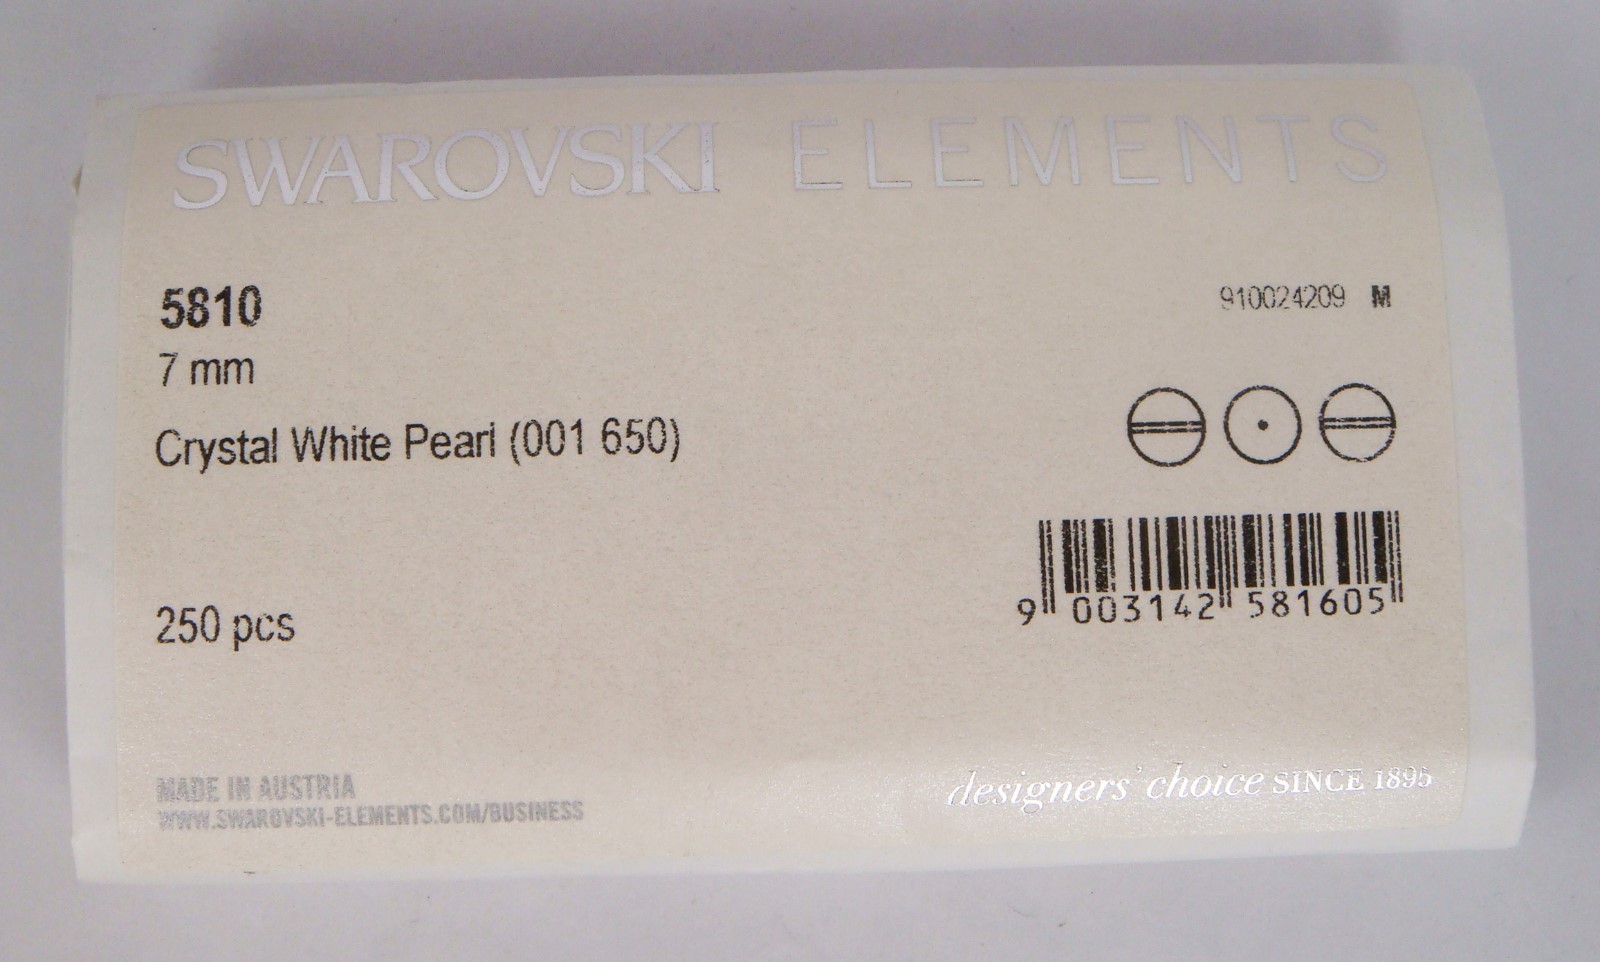 SWAROVSKI ELEMENTS
5810
910024209 M
7 mm
Crystal White Pearl (001 650)
9 003142 581605
250 pcs
MADE IN AUSTRIA
WWW.SWAROVSKI-ELEMENTS.COM/BUSINESS
designers' choice SINCE 1895